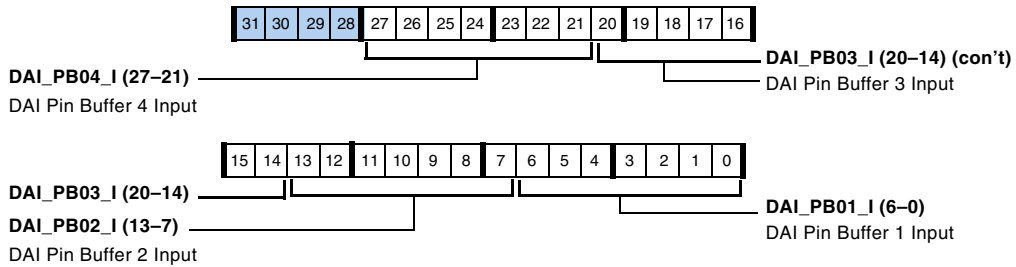 31 30 29 28 27 26 25 24 23 22 21 20 19 18 17 16
DAI_PB04_I (27–21)
DAI Pin Buffer 4 Input
DAI_PB03_I (20–14) (con't)
DAI Pin Buffer 3 Input
15 14 13 12 11 10 9 8 7 6 5 4 3 2 1 0
DAI_PB03_I (20–14)
DAI_PB02_I (13–7)
DAI Pin Buffer 2 Input
DAI_PB01_I (6–0)
DAI Pin Buffer 1 Input